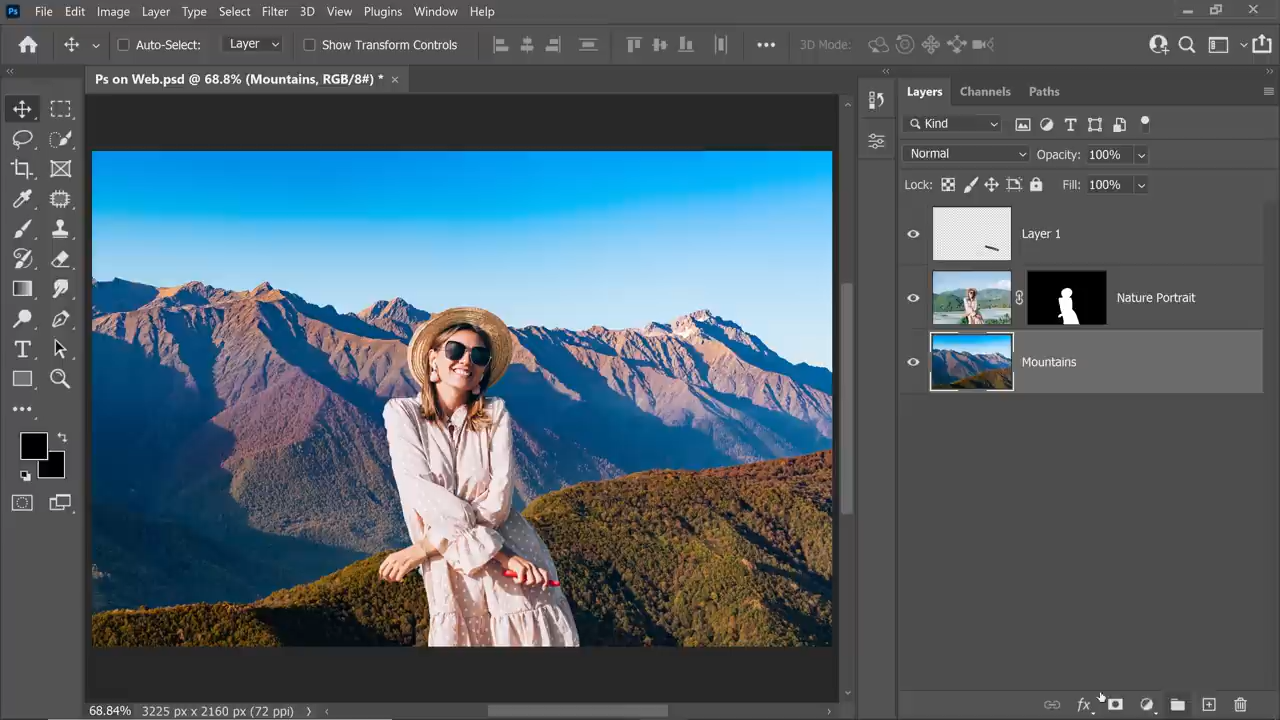 Ps File Edit Image Layer Type Select Filter 3D View Plugins Window Help
Auto-Select: Layer Show Transform Controls 3D Mode:
Ps on Web.psd @ 68.8% (Mountains, RGB/8#) *
Layers Channels Paths
Kind
Normal Opacity: 100%
Lock: Fill: 100%
Layer 1
Nature Portrait
Mountains
68.84% 3225 px x 2160 px (72 ppi)
fx